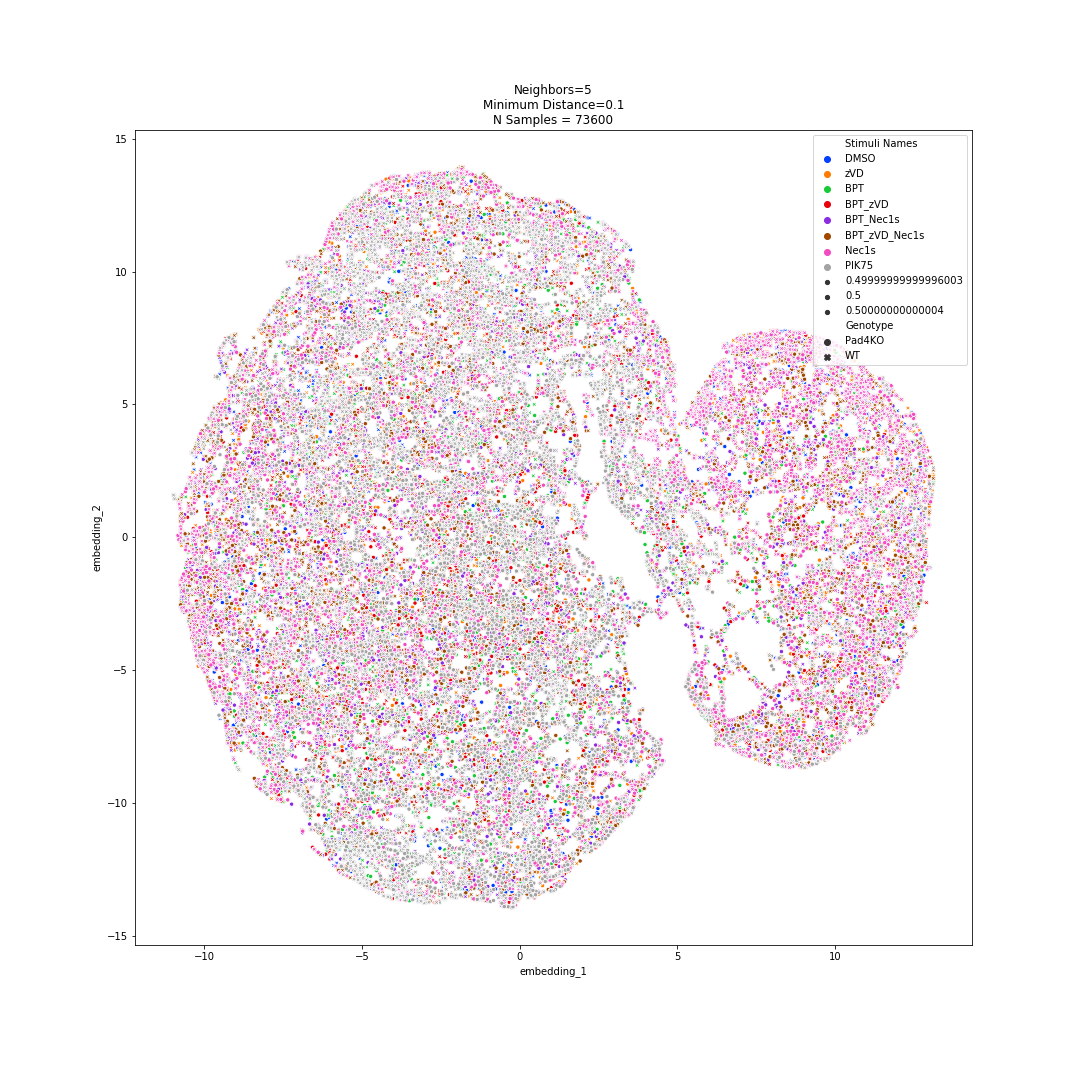 Neighbors=5
Minimum Distance=0.1
N Samples = 73600
15
10
5
0
−5
−10
−15
embedding_2
Stimuli Names
DMSO
zVD
BPT
BPT_zVD
BPT_Nec1s
BPT_zVD_Nec1s
Nec1s
PIK75
0.49999999999996003
0.5
0.50000000000004
Genotype
Pad4KO
WT
−10 −5 0 5 10
embedding_1